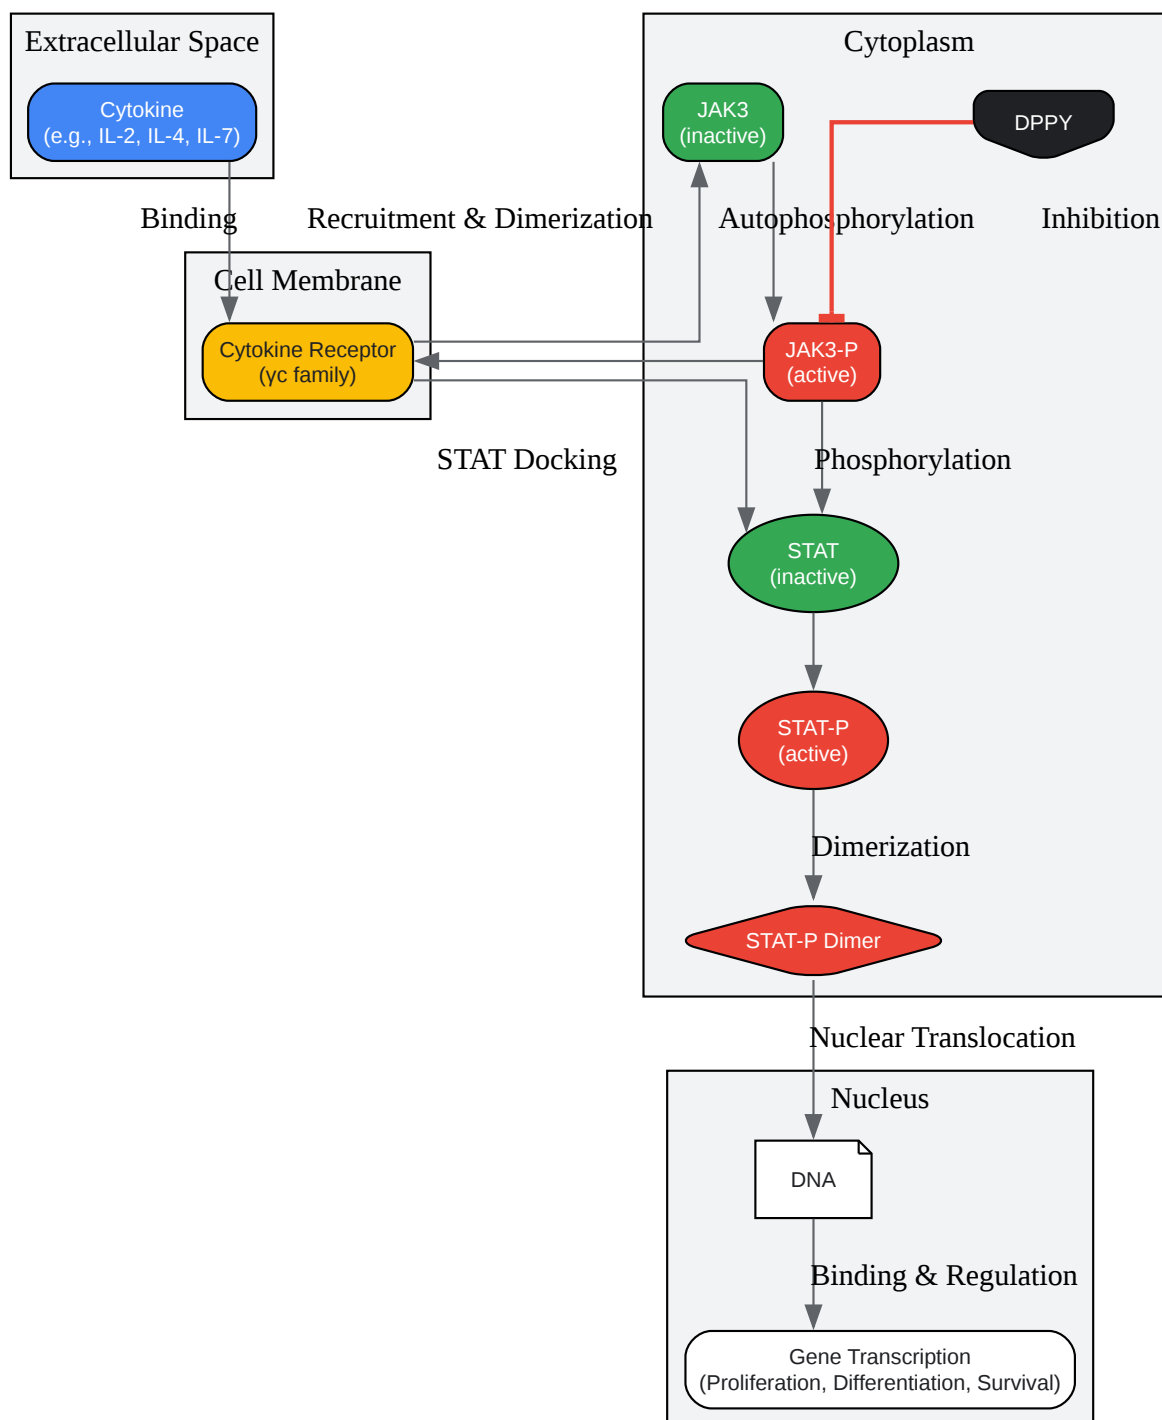 Extracellular Space
Cytoplasm
Cytokine
(e.g., IL-2, IL-4, IL-7)
JAK3
(inactive)
DPPY
Binding
Recruitment & Dimerization
Autophosphorylation
Inhibition
Cell Membrane
Cytokine Receptor
(γc family)
JAK3-P
(active)
STAT Docking
Phosphorylation
STAT
(inactive)
STAT-P
(active)
Dimerization
STAT-P Dimer
Nuclear Translocation
Nucleus
DNA
Binding & Regulation
Gene Transcription
(Proliferation, Differentiation, Survival)